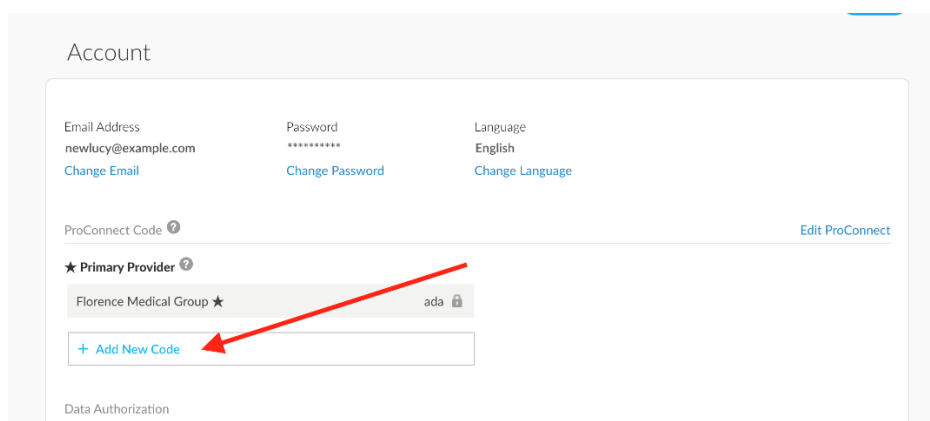 Account
Email Address Password Language
newlucy@example.com ********** English
Change Email Change Password Change Language
ProConnect Code ? Edit ProConnect
★ Primary Provider ?
Florence Medical Group ★ ada
+ Add New Code
Data Authorization